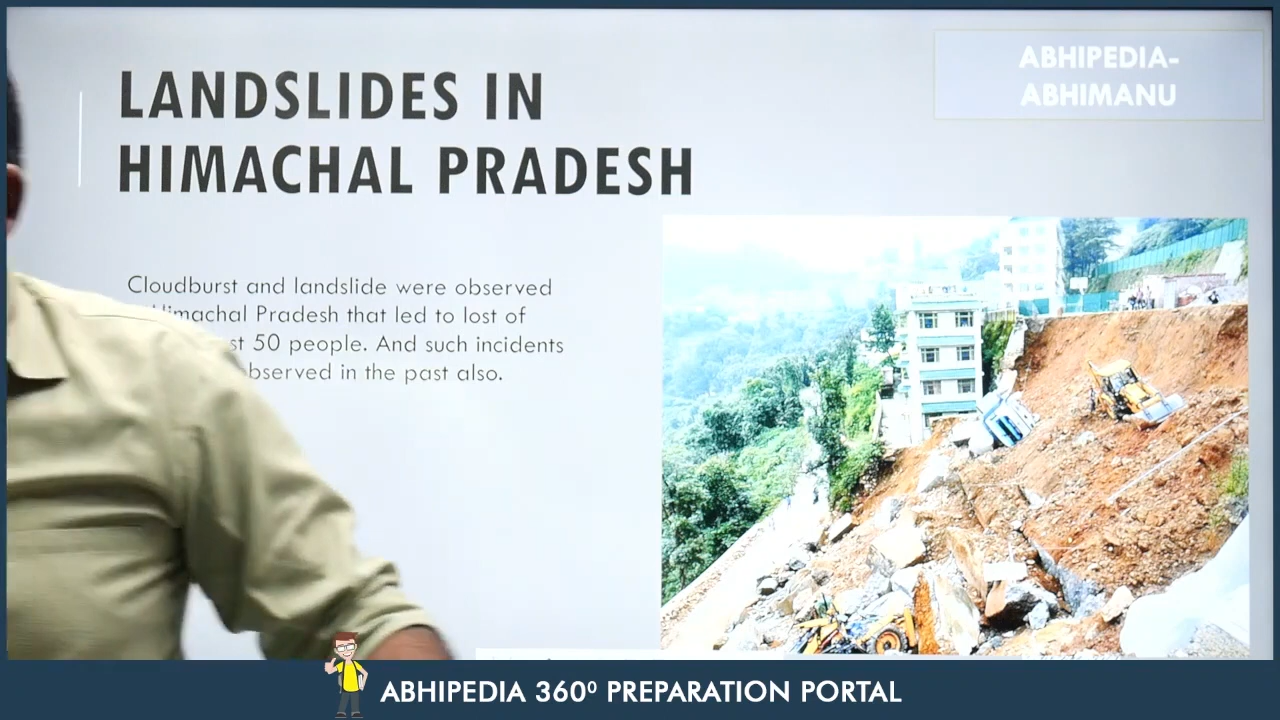 LANDSLIDES IN
HIMACHAL PRADESH
ABHIPEDIA-
ABHIMANU
Cloudburst and landslide were observed
Himachal Pradesh that led to lost of
50 people. And such incidents
observed in the past also.
ABHIPEDIA 360⁰ PREPARATION PORTAL